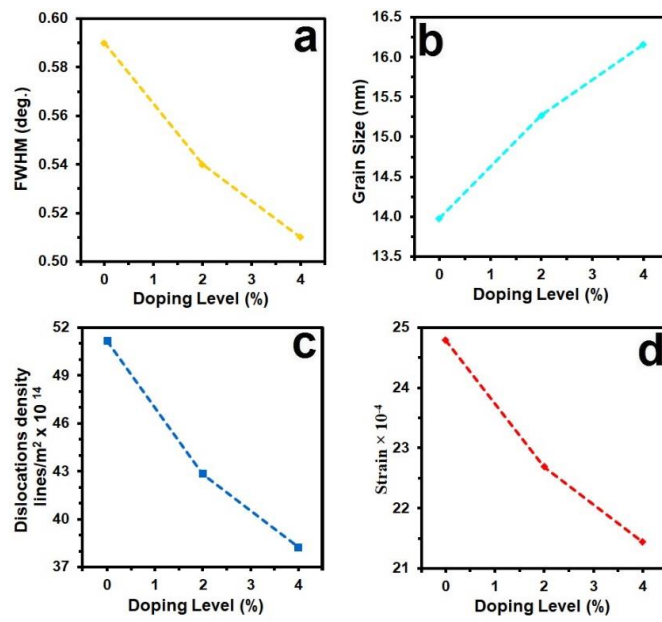 a
FWHM (deg.)
0.60
0.58
0.56
0.54
0.52
0.50
0 1 2 3 4
Doping Level (%)
b
Grain Size (nm)
16.5
16.0
15.5
15.0
14.5
14.0
13.5
0 1 2 3 4
Doping Level (%)
c
Dislocations density
lines/m² x 10 14
52
49
46
43
40
37
0 1 2 3 4
Doping Level (%)
d
Strain × 10-4
25
24
23
22
21
0 1 2 3 4
Doping Level (%)